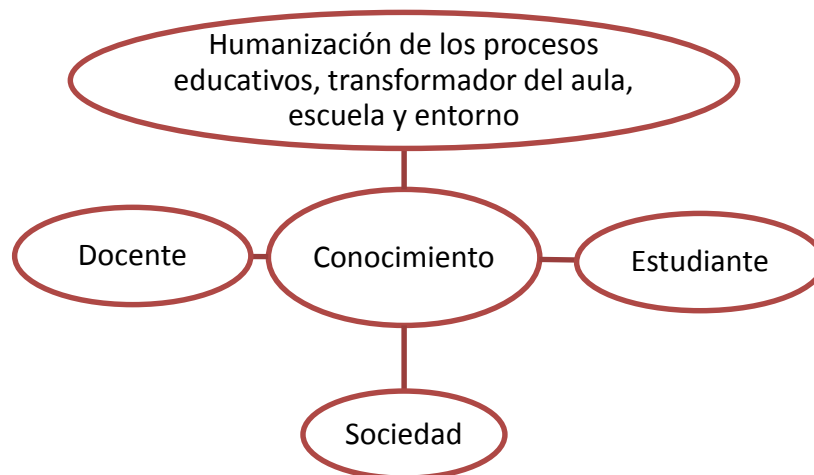 Humanización de los procesos
educativos, transformador del aula,
escuela y entorno
Docente
Conocimiento
Estudiante
Sociedad